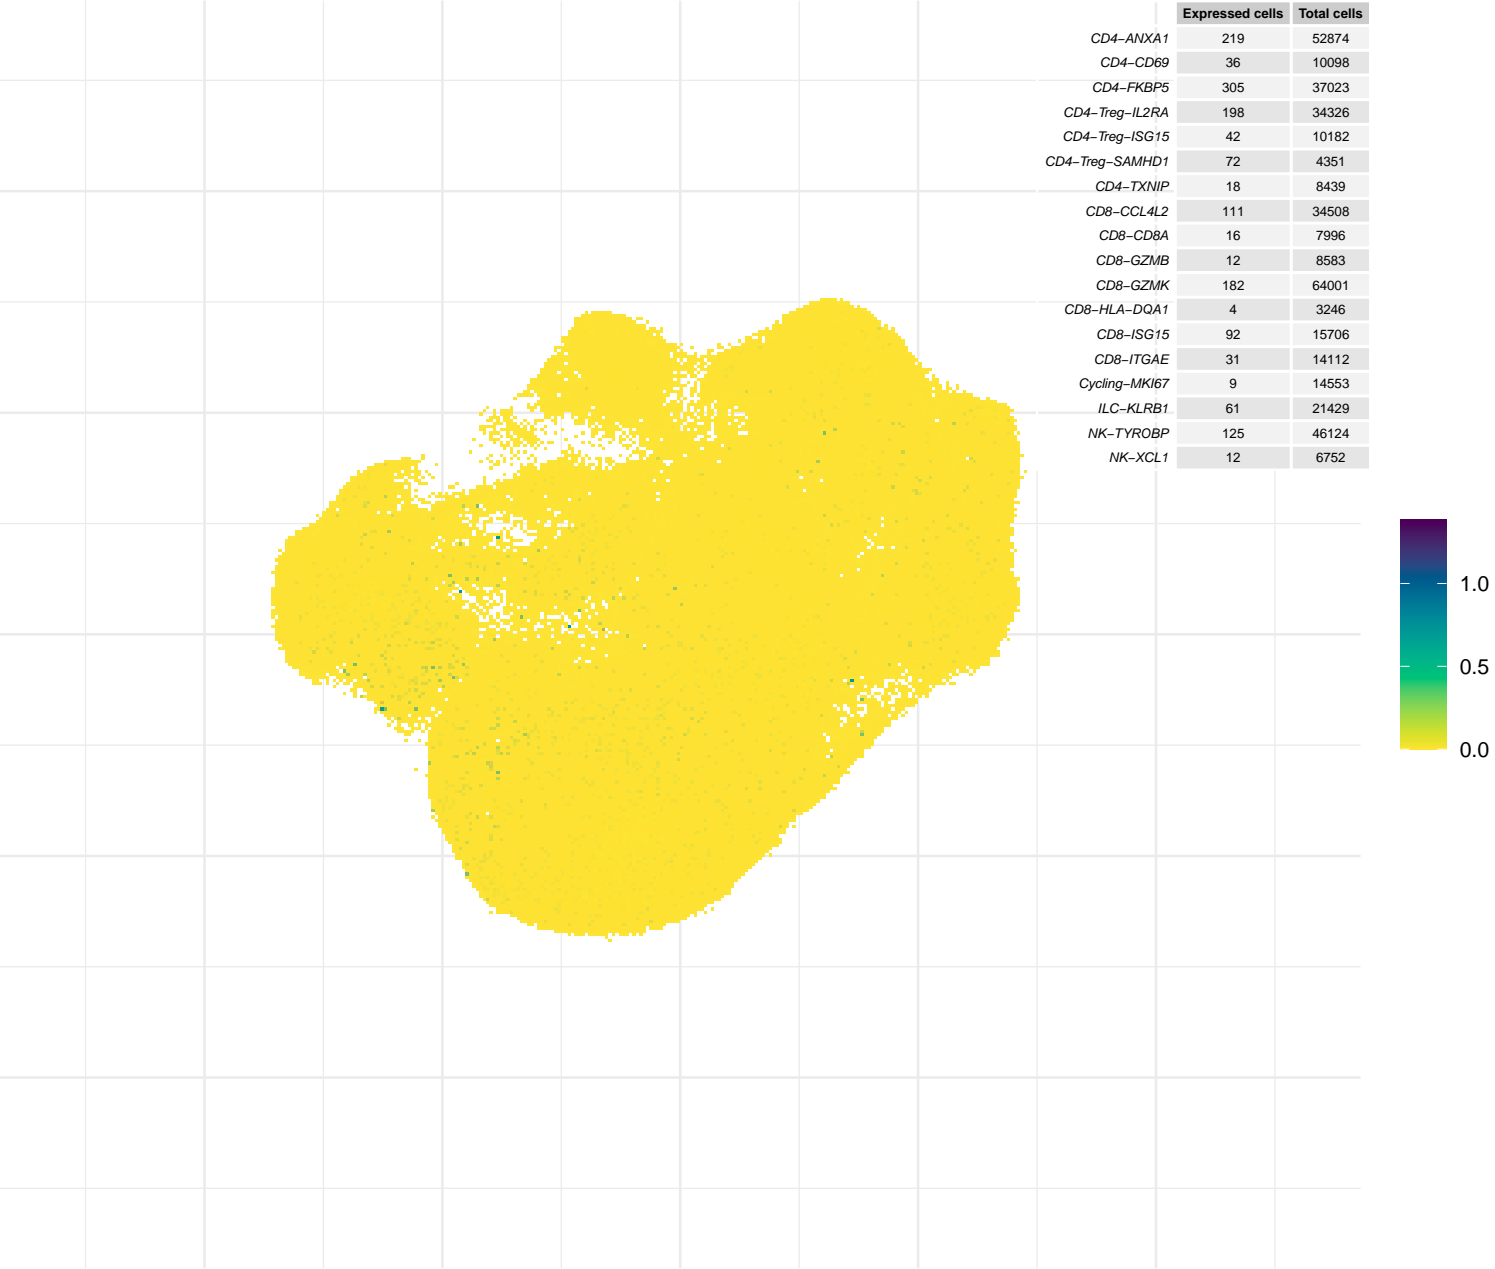 Expressed cells Total cells
CD4−ANXA1 219 52874
CD4−CD69 36 10098
CD4−FKBP5 305 37023
CD4−Treg−IL2RA 198 34326
CD4−Treg−ISG15 42 10182
CD4−Treg−SAMHD1 72 4351
CD4−TXNIP 18 8439
CD8−CCL4L2 111 34508
CD8−CD8A 16 7996
CD8−GZMB 12 8583
CD8−GZMK 182 64001
CD8−HLA−DQA1 4 3246
CD8−ISG15 92 15706
CD8−ITGAE 31 14112
Cycling−MKI67 9 14553
ILC−KLRB1 61 21429
NK−TYROBP 125 46124
NK−XCL1 12 6752
1.0
0.5
0.0